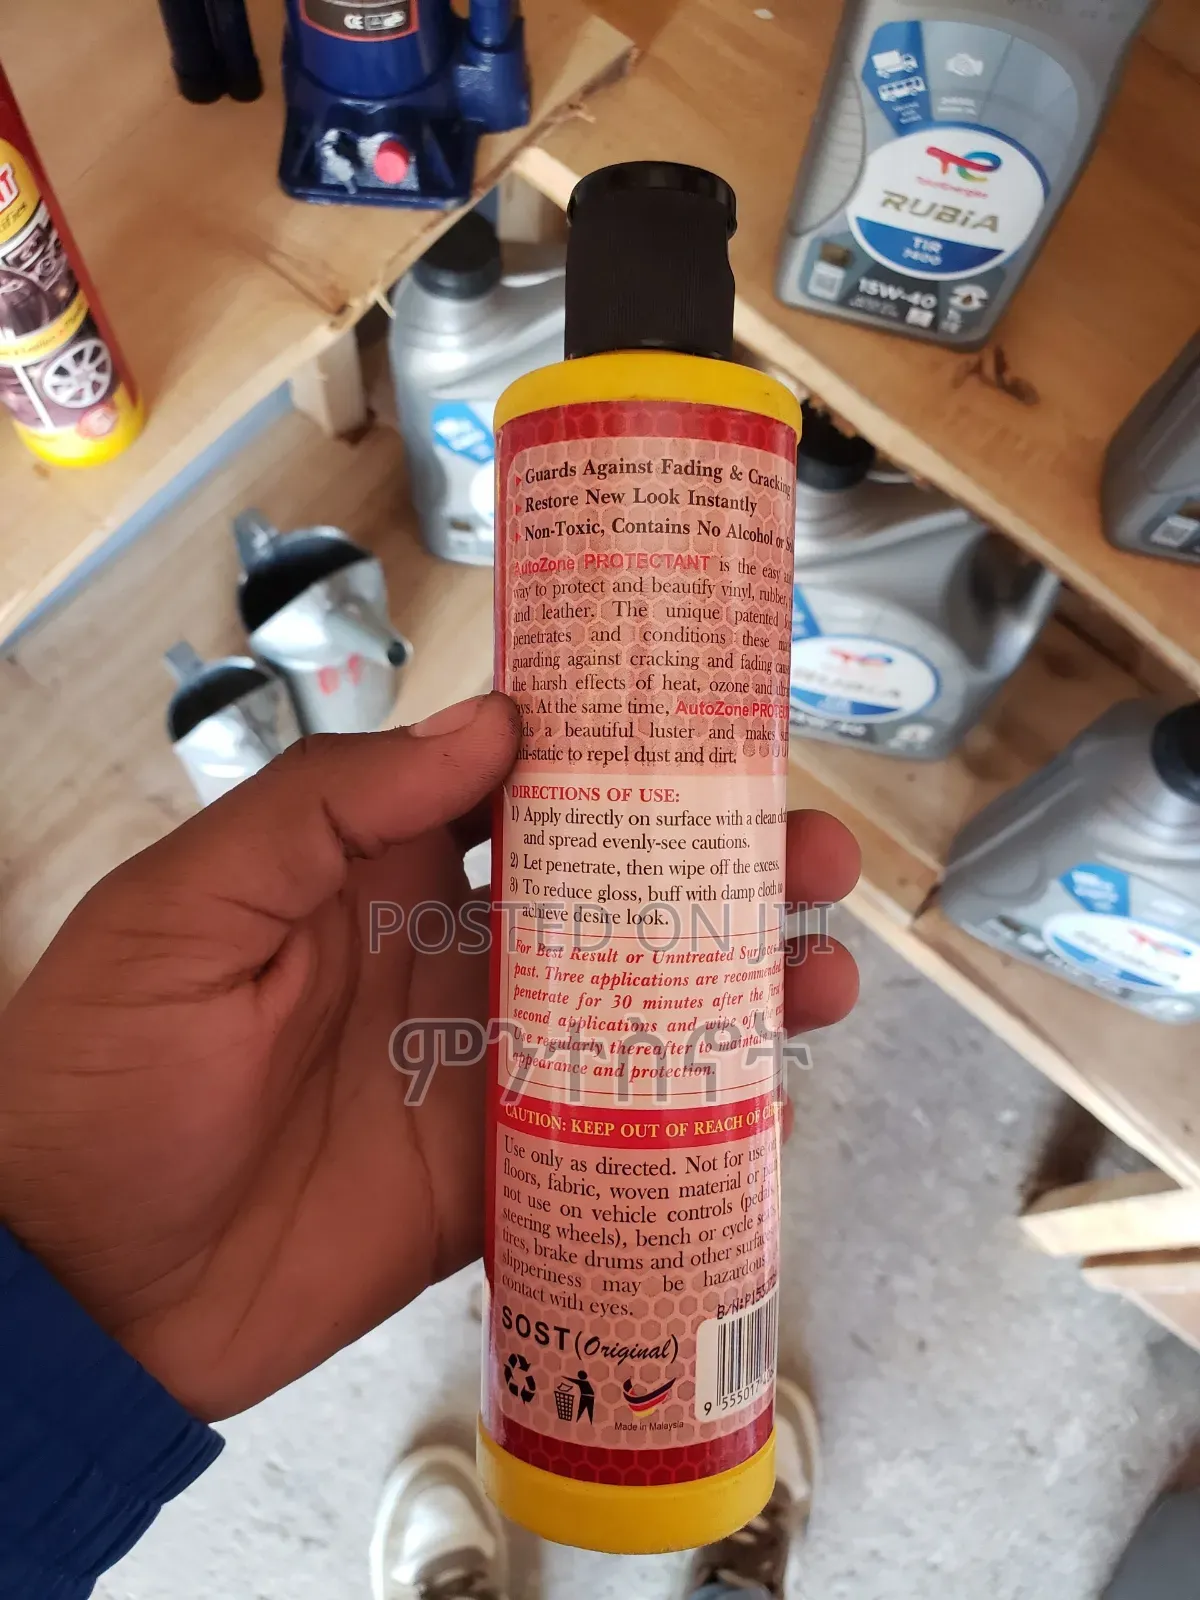 CE
TotalEnergies
RUBiA
TIR
7400
15W-40
Guards Against Fading & Cracking
Restore New Look Instantly
Non-Toxic, Contains No Alcohol or
AutoZone PROTECTANT is the easy
way to protect and beautify vinyl, rubber,
and leather. The unique patented
penetrates and conditions these
guarding against cracking and fading
the harsh effects of heat, ozone and
At the same time, AutoZone
a beautiful luster and makes
to repel dust and dirt.
DIRECTIONS OF USE:
1) Apply directly on surface with a clean
and spread evenly-see cautions.
2) Let penetrate, then wipe off the excess.
3) To reduce gloss, buff with damp cloth to
achieve desire look.
For Best Result or Unntreated
past. Three applications are recommended.
penetrate for 30 minutes after the first
second applications and wipe off the
Use regularly thereafter to maintain
appearance and protection.
POSTED ON JIJI
CAUTION: KEEP OUT OF REACH OF
Use only as directed. Not for use
floors, fabric, woven material or
not use on vehicle controls
steering wheels), bench or cycle
tires, brake drums and other
slipperiness may be hazardous
contact with eyes.
SOST (Original)
Made in Malaysia